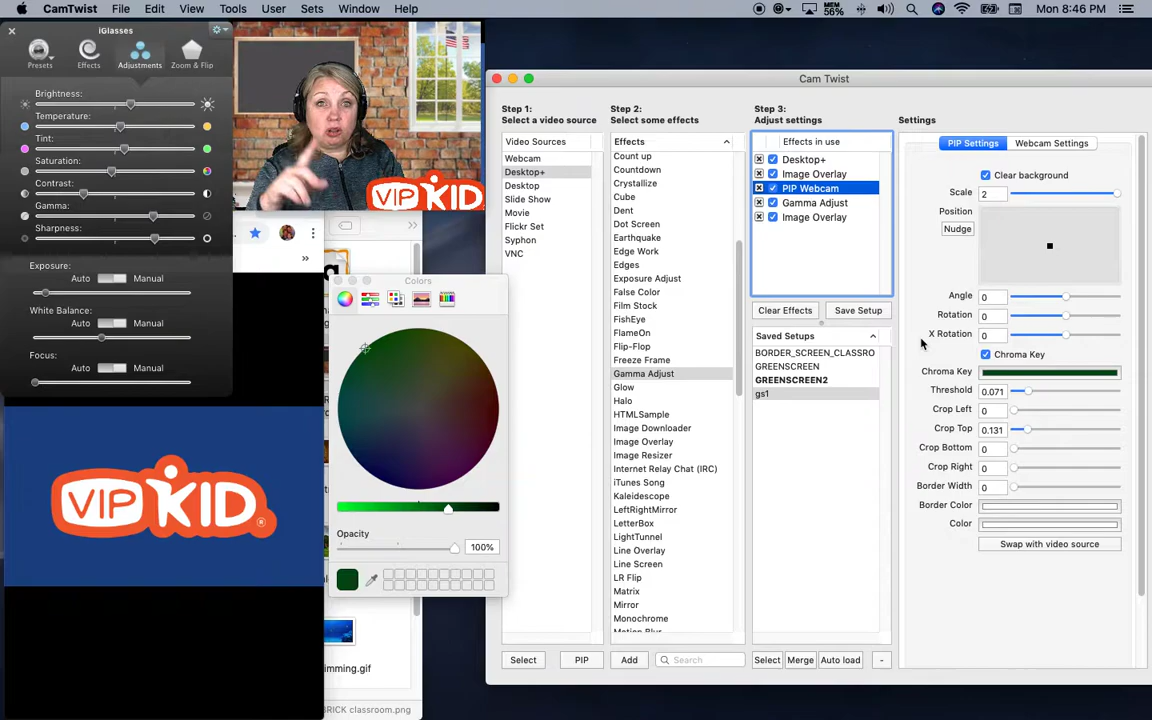 CamTwist File Edit View Tools User Sets Window Help
MEM
56%
Mon 8:46 PM
iGlasses
Presets Effects Adjustments Zoom & Flip
Brightness:
Temperature:
Tint:
Saturation:
Contrast:
Gamma:
Sharpness:
Exposure:
Auto Manual
White Balance:
Auto Manual
Focus:
Auto Manual
VIPKID
VIPKID
Colors
Opacity
100%
mming.gif
BRICK classroom.png
Cam Twist
Step 1:
Select a video source
Video Sources
Webcam
Desktop+
Desktop
Slide Show
Movie
Flickr Set
Syphon
VNC
Select
PIP
Step 2:
Select some effects
Effects
Count up
Countdown
Crystallize
Cube
Dent
Dot Screen
Earthquake
Edge Work
Edges
Exposure Adjust
False Color
Film Stock
FishEye
FlameOn
Flip-Flop
Freeze Frame
Gamma Adjust
Glow
Halo
HTMLSample
Image Downloader
Image Overlay
Image Resizer
Internet Relay Chat (IRC)
iTunes Song
Kaleidescope
LeftRightMirror
LetterBox
LightTunnel
Line Overlay
Line Screen
LR Flip
Matrix
Mirror
Monochrome
Motion Blur
Add
Search
Step 3:
Adjust settings
Effects in use
Desktop+
Image Overlay
PIP Webcam
Gamma Adjust
Image Overlay
Clear Effects
Save Setup
Saved Setups
BORDER_SCREEN_CLASSRO
GREENSCREEN
GREENSCREEN2
gs1
Select
Merge
Auto load
-
Settings
PIP Settings Webcam Settings
Clear background
Scale 2
Position
Nudge
Angle 0
Rotation 0
X Rotation 0
Chroma Key
Chroma Key
Threshold 0.071
Crop Left 0
Crop Top 0.131
Crop Bottom 0
Crop Right 0
Border Width 0
Border Color
Color
Swap with video source